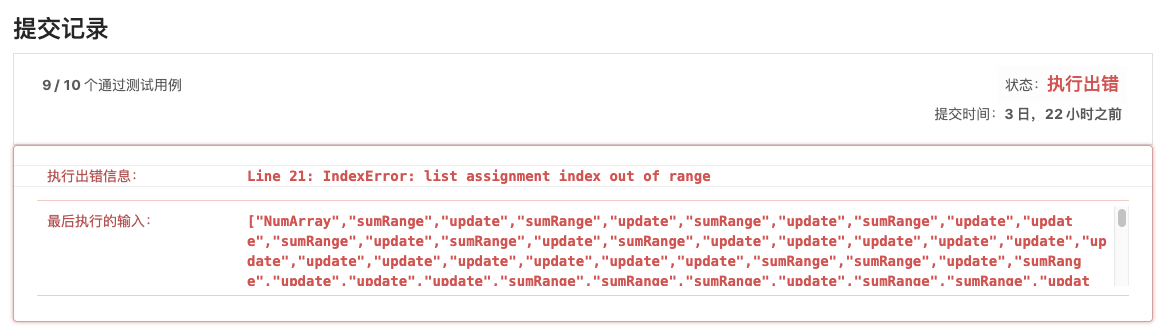 提交记录
9 / 10 个通过测试用例
状态：执行出错
提交时间：3 日，22 小时之前
执行出错信息：
Line 21: IndexError: list assignment index out of range
最后执行的输入：
["NumArray","sumRange","update","sumRange","update","sumRange","update","sumRange","update","updat
e","sumRange","update","sumRange","update","sumRange","update","update","update","update","update","up
date","update","update","update","update","update","update","sumRange","sumRange","update","sumRang
e","update","update","update","sumRange","sumRange","sumRange","update","sumRange","sumRange","updat